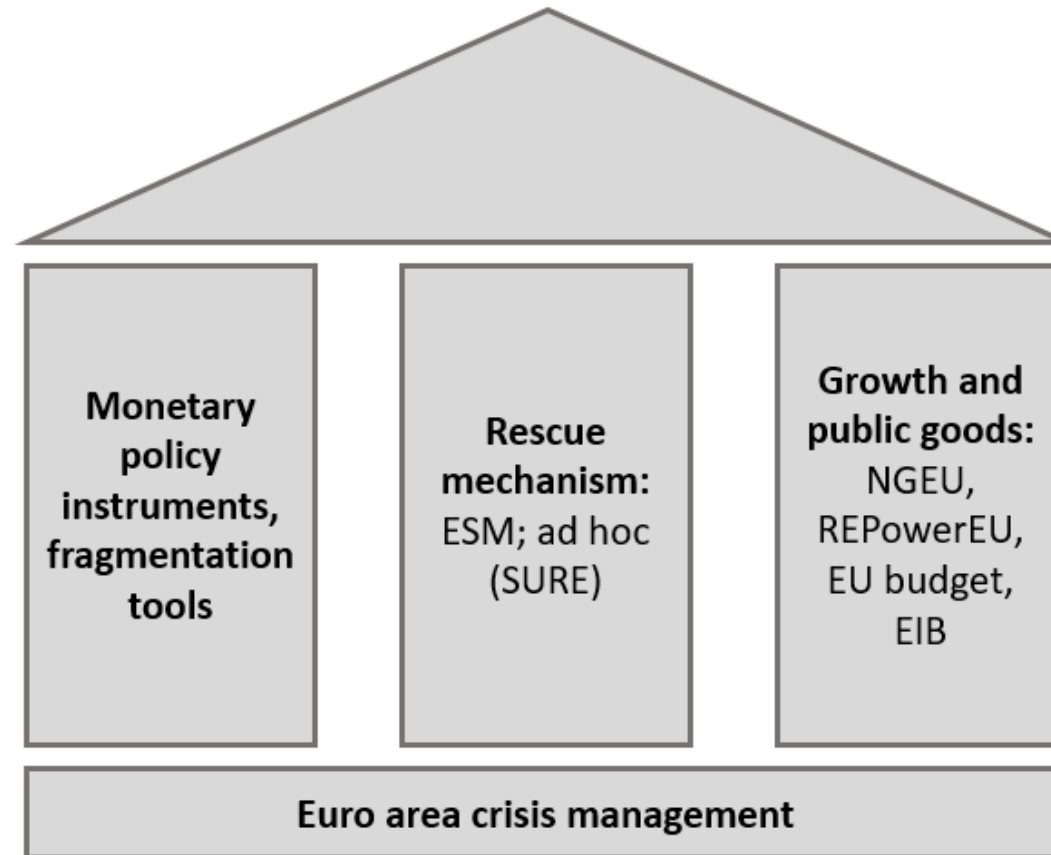 Monetary
policy
instruments,
fragmentation
tools
Rescue
mechanism:
ESM; ad hoc
(SURE)
Growth and
public goods:
NGEU,
REPowerEU,
EU budget,
EIB
Euro area crisis management